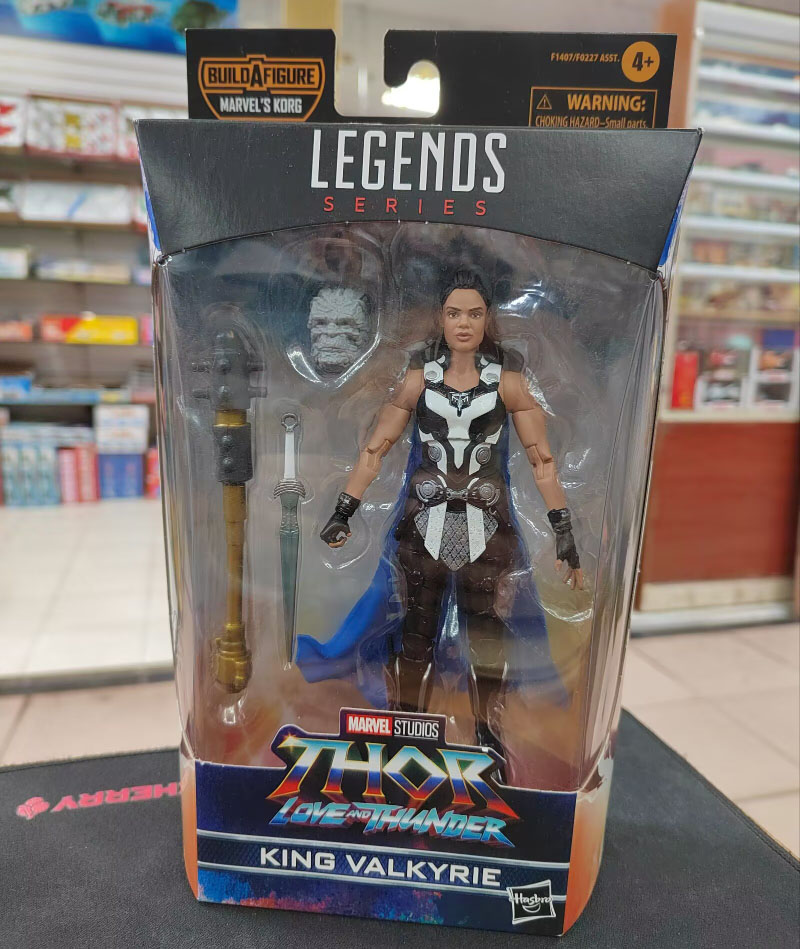 BUILD A FIGURE
MARVEL'S KORG
F1407/F0227 ASST.
4+
WARNING:
CHOKING HAZARD–Small parts.
LEGENDS
SERIES
MARVEL STUDIOS
THOR
LOVE AND THUNDER
KING VALKYRIE
Hasbro
CHERRY